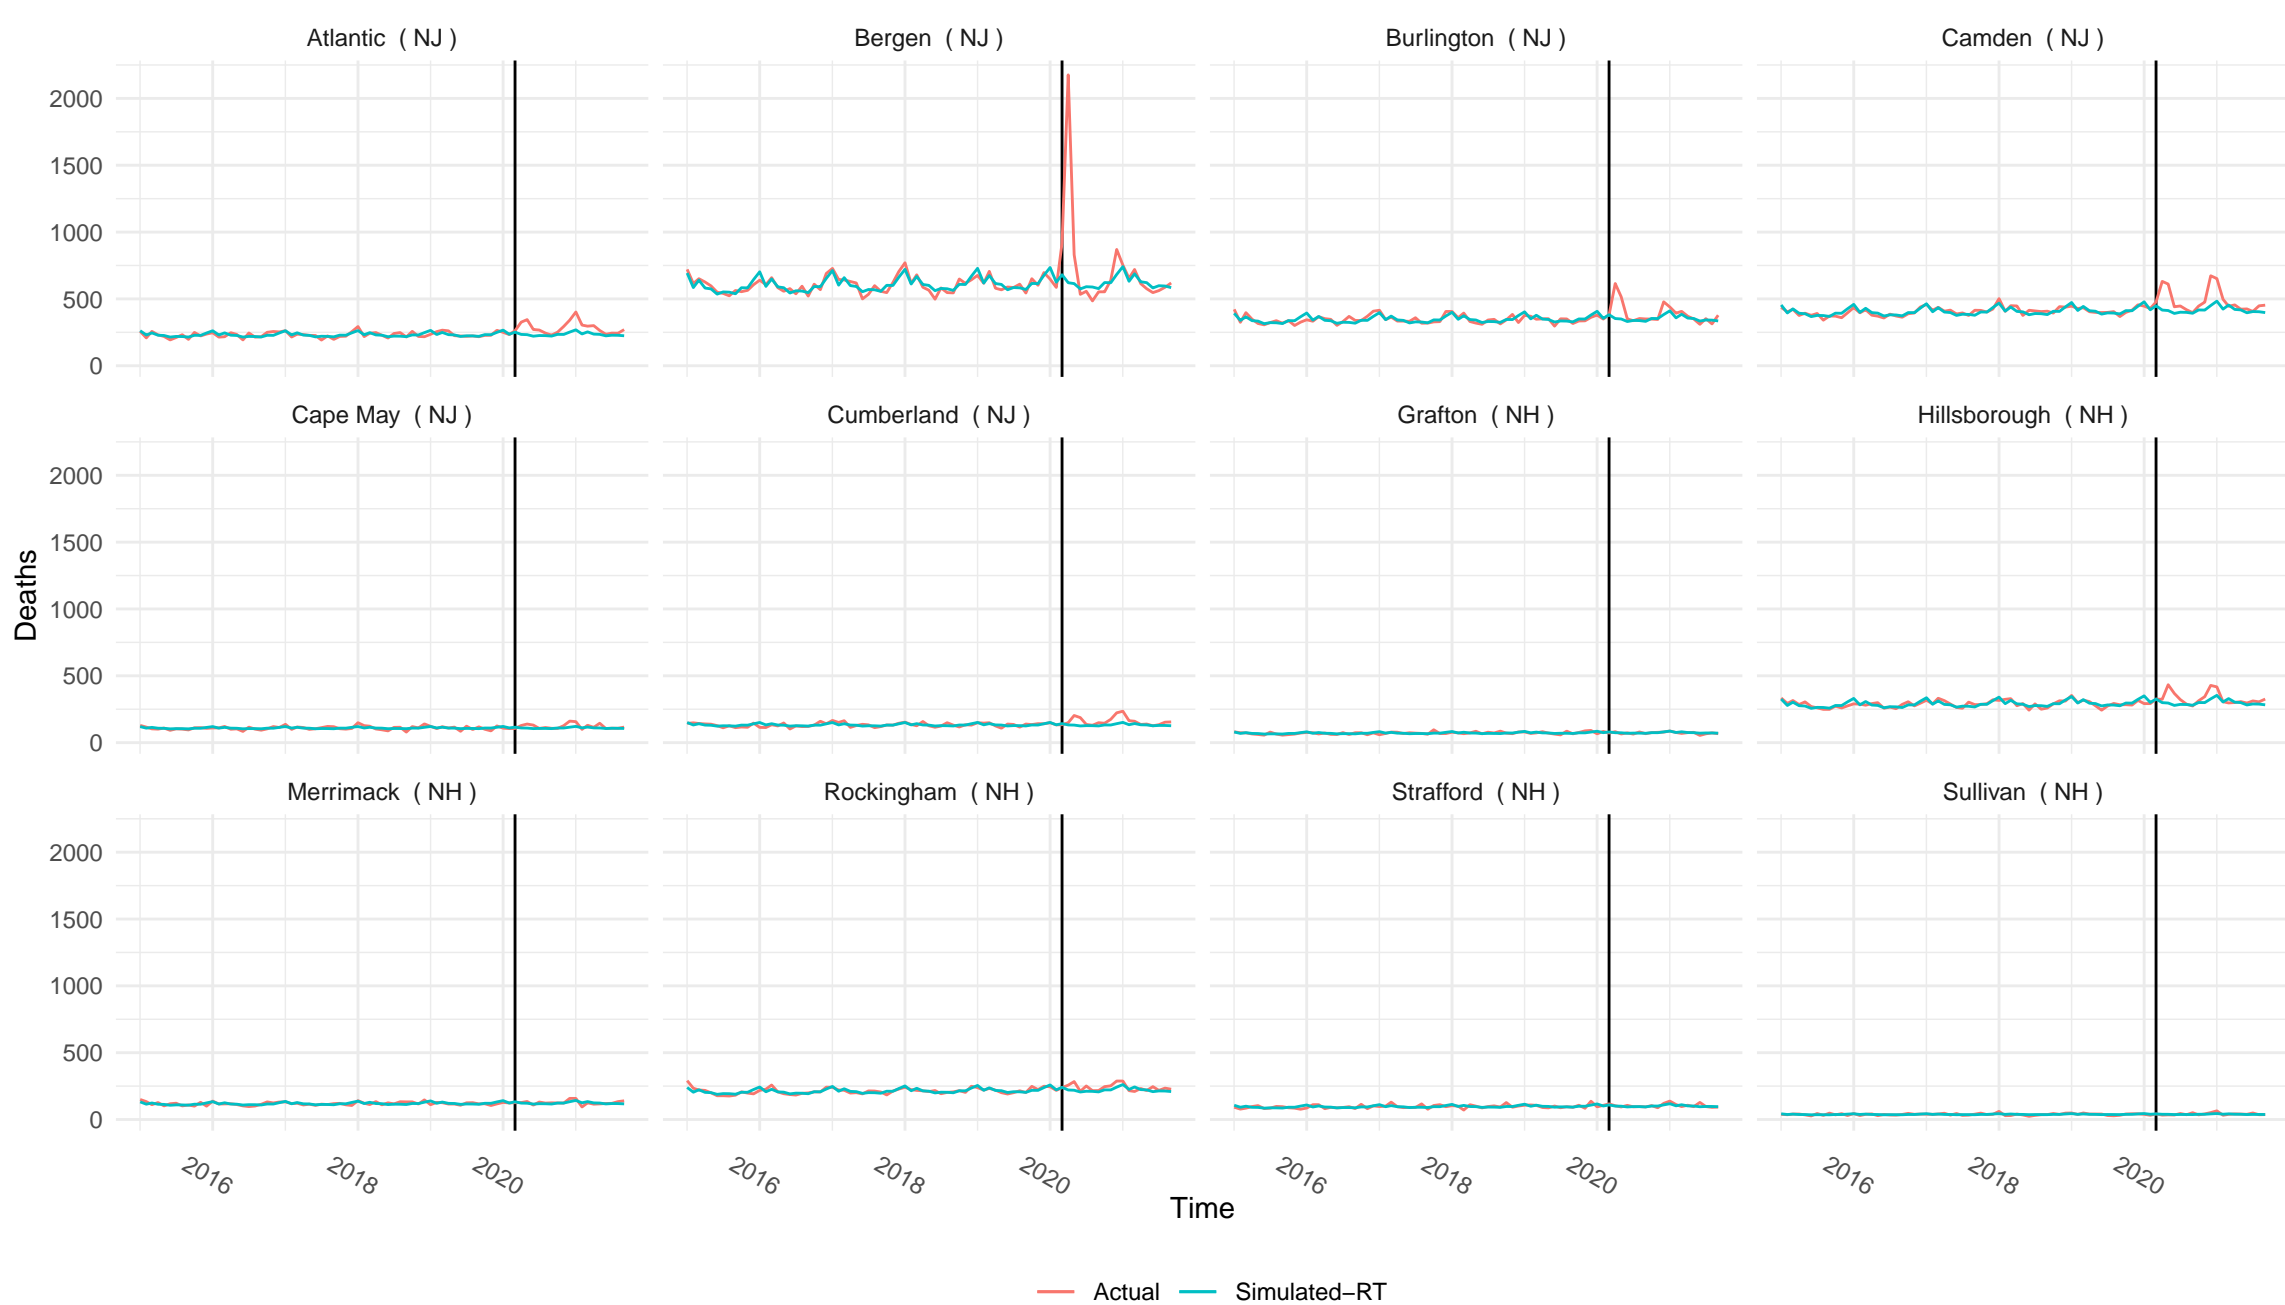 Atlantic ( NJ ) Bergen ( NJ ) Burlington ( NJ ) Camden ( NJ )
2000
1500
1000
500
0
Cape May ( NJ ) Cumberland ( NJ ) Grafton ( NH ) Hillsborough ( NH )
2000
1500
1000
500
0
Deaths
Merrimack ( NH ) Rockingham ( NH ) Strafford ( NH ) Sullivan ( NH )
2000
1500
1000
500
0
2016 2018 2020 2016 2018 2020 2016 2018 2020 2016 2018 2020
Time
Actual Simulated−RT